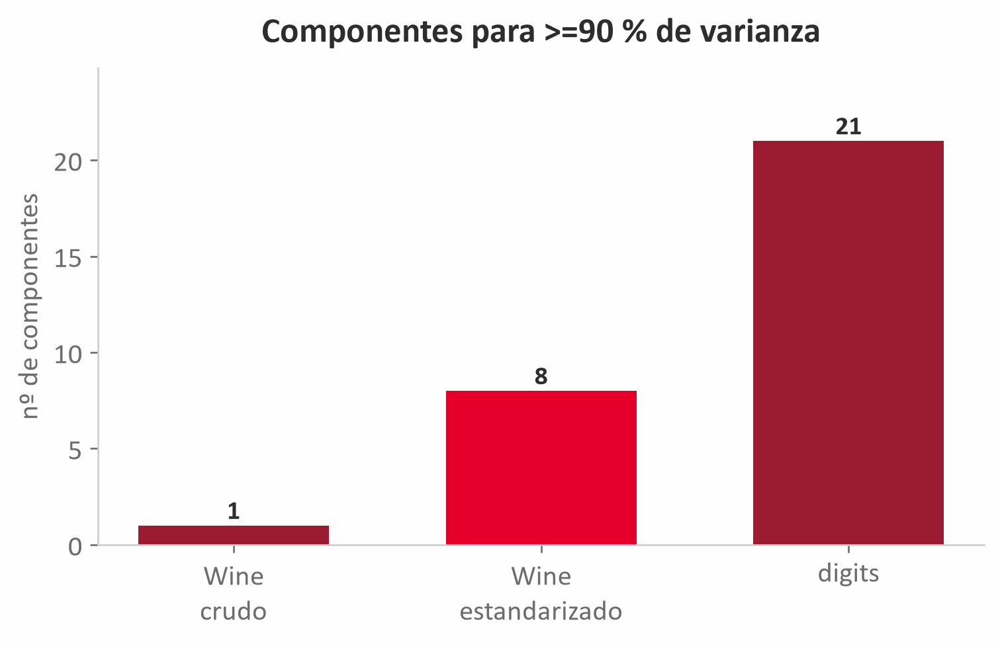 Componentes para >=90 % de varianza
nº de componentes
20
15
10
5
0
1
8
21
Wine
crudo
Wine
estandarizado
digits